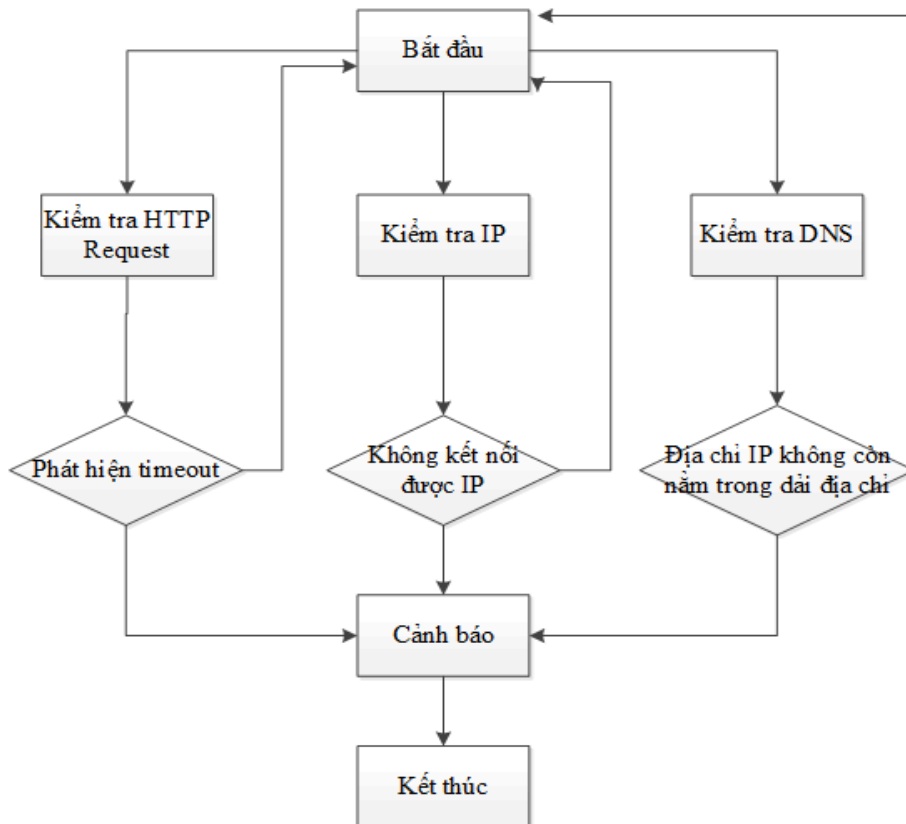 Bắt đầu
Kiểm tra HTTP
Request
Kiểm tra IP
Kiểm tra DNS
Phát hiện timeout
Không kết nối
được IP
Địa chỉ IP không còn
nằm trong dải địa chỉ
Cảnh báo
Kết thúc